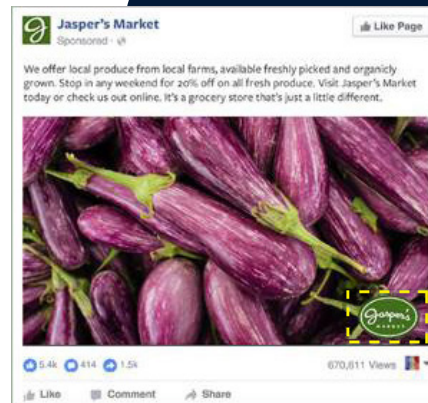 Jasper's Market
Like Page
Sponsored
We offer local produce from local farms, available freshly picked and organicly
grown. Stop in any weekend for 20% off on all fresh produce. Visit Jasper's Market
today or check us out online. It's a grocery store that's just a little different.
Jasper's
MARKET
5.4k 414 1.5k 670,611 Views
Like Comment Share